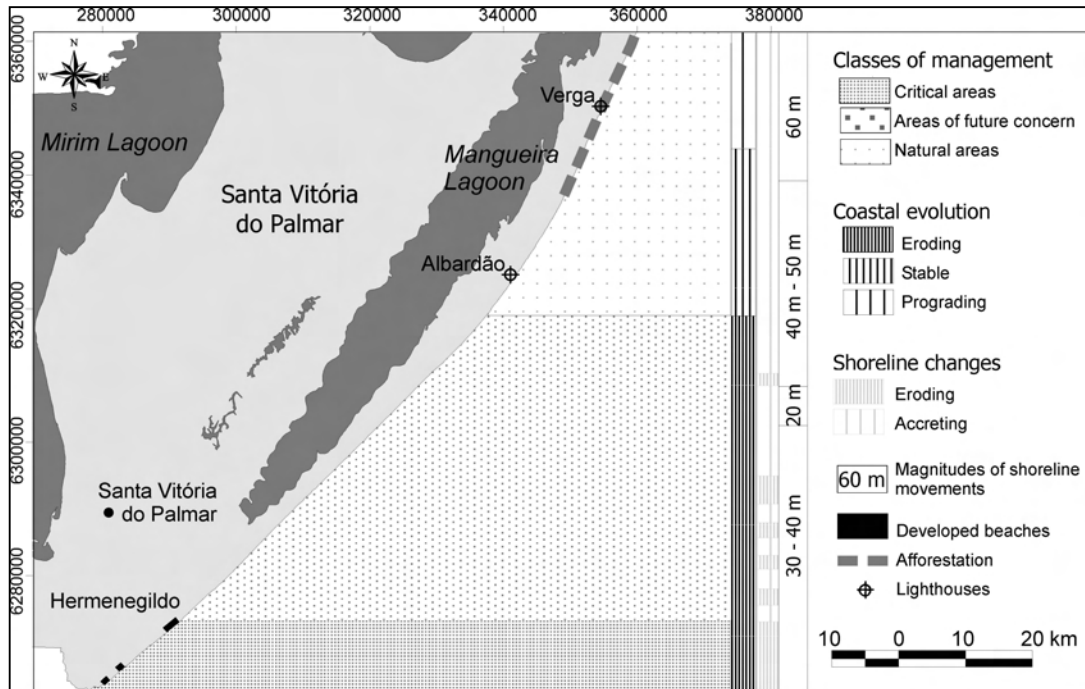 280000 300000 320000 340000 360000 380000
6360000
6340000
6320000
6300000
6280000
N
W E
S
Mirim Lagoon
Verga
Mangueira
Lagoon
Santa Vitória
do Palmar
Albardão
Santa Vitória
do Palmar
Hermenegildo
60 m
40 m - 50 m
20 m
30 - 40 m
Classes of management
Critical areas
Areas of future concern
Natural areas
Coastal evolution
Eroding
Stable
Prograding
Shoreline changes
Eroding
Accreting
60 m
Magnitudes of shoreline
movements
Developed beaches
Afforestation
Lighthouses
10 0 10 20 km